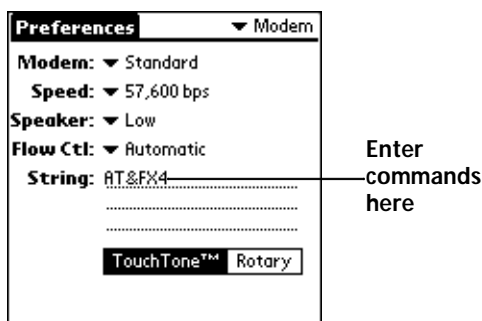 Preferences ▼ Modem
Modem: ▼ Standard
Speed: ▼ 57,600 bps
Speaker: ▼ Low
Flow Ctl: ▼ Automatic
String: AT&FX4
TouchTone™ Rotary
Enter
commands
here